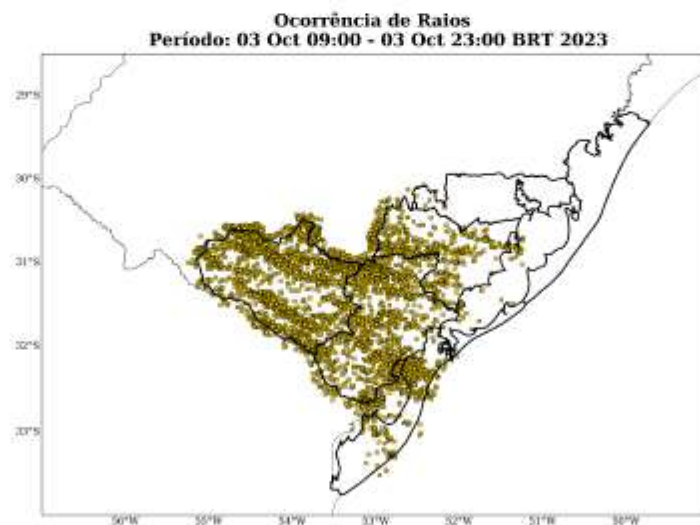 Ocorrência de Raios
Período: 03 Oct 09:00 - 03 Oct 23:00 BRT 2023
29°S
30°S
31°S
32°S
33°S
56°W
55°W
54°W
53°W
52°W
51°W
50°W